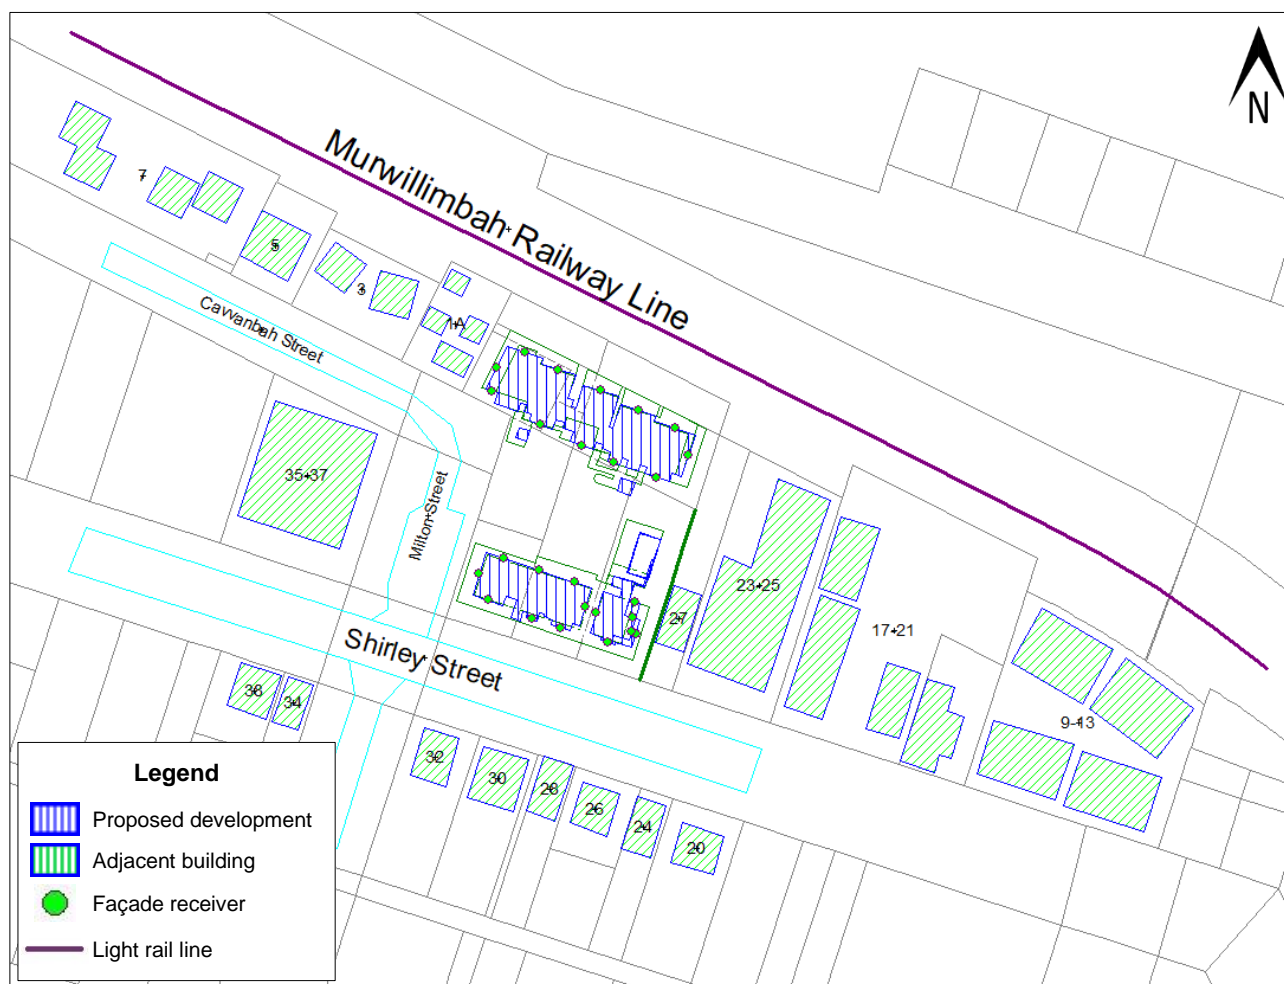 N
Murwillimbah Railway Line
7
5
3
1A
Cavvanbah Street
35-37
Milton Street
23-25
27
17-21
Shirley Street
9-13
38
34
32
30
28
26
24
20
Legend
Proposed development
Adjacent building
Façade receiver
Light rail line